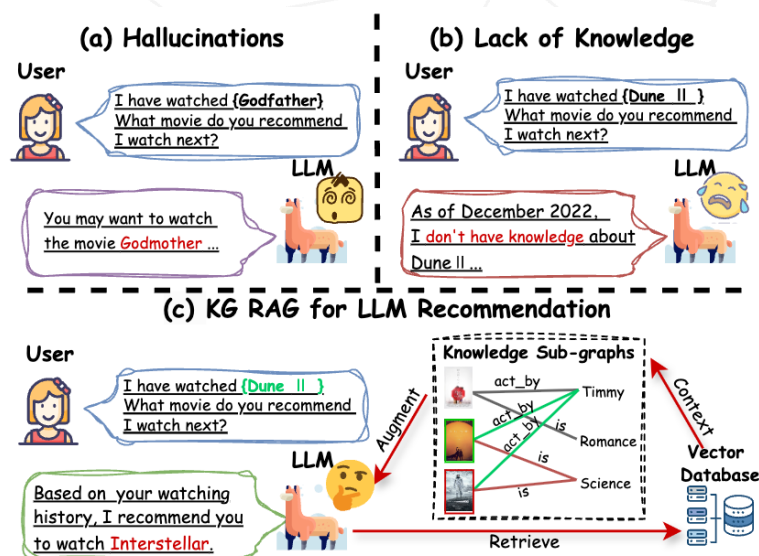 (a) Hallucinations
User
I have watched {Godfather}
What movie do you recommend
I watch next?
LLM
You may want to watch
the movie Godmother ...
(b) Lack of Knowledge
User
I have watched {Dune II }
What movie do you recommend
I watch next?
LLM
As of December 2022,
I don't have knowledge about
Dune II ...
(c) KG RAG for LLM Recommendation
User
I have watched {Dune II }
What movie do you recommend
I watch next?
LLM
Based on your watching
history, I recommend you
to watch Interstellar.
Augment
Knowledge Sub-graphs
act_by
Timmy
act_by
act_by
is
Romance
is
Science
is
Context
Vector
Database
Retrieve